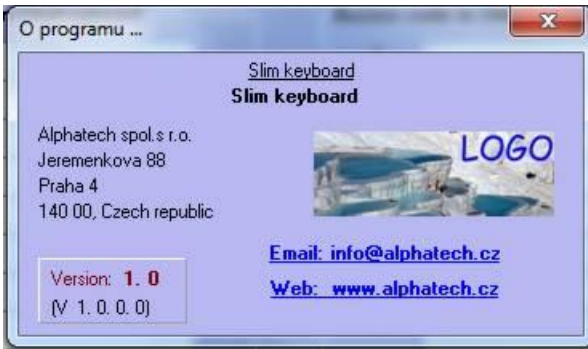 O programu ...
Slim keyboard
Slim keyboard
Alphatech spol.s r.o.
Jeremenkova 88
Praha 4
140 00, Czech republic
LOGO
Email: info@alphatech.cz
Web: www.alphatech.cz
Version: 1. 0
(V 1. 0. 0. 0)